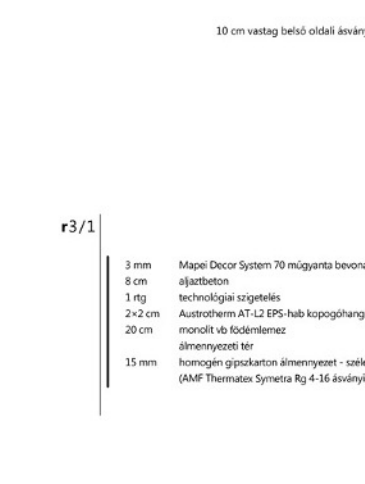 10 cm vastag belső oldali ásván
r3/1
3 mm Mapei Decor System 70 műgyanta bevona
8 cm aljaztbeton
1 rtg technológiai szigetelés
2×2 cm Austrotherm AT-L2 EPS-hab kopogóhang
20 cm monolit vb födémlemez
álmennyezeti tér
15 mm homogén gipszkarton álmennyezet - széle
(AMF Thermatex Symetra Rg 4-16 ásványi